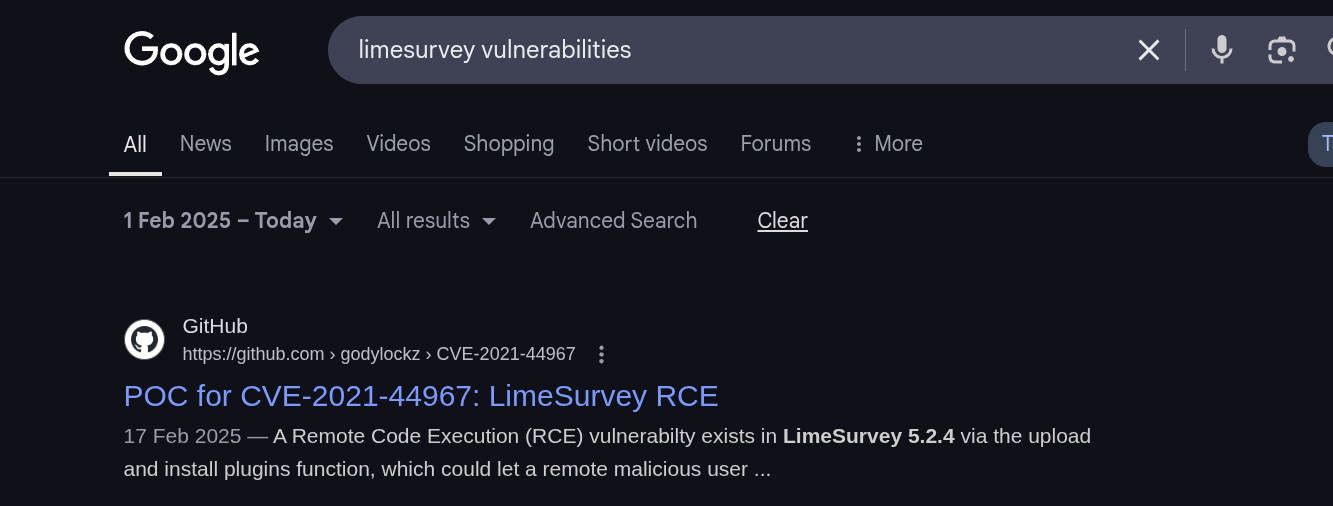 Google
limesurvey vulnerabilities
All News Images Videos Shopping Short videos Forums More T
1 Feb 2025 – Today All results Advanced Search Clear
GitHub
https://github.com › godylockz › CVE-2021-44967
POC for CVE-2021-44967: LimeSurvey RCE
17 Feb 2025 — A Remote Code Execution (RCE) vulnerabilty exists in LimeSurvey 5.2.4 via the upload
and install plugins function, which could let a remote malicious user ...